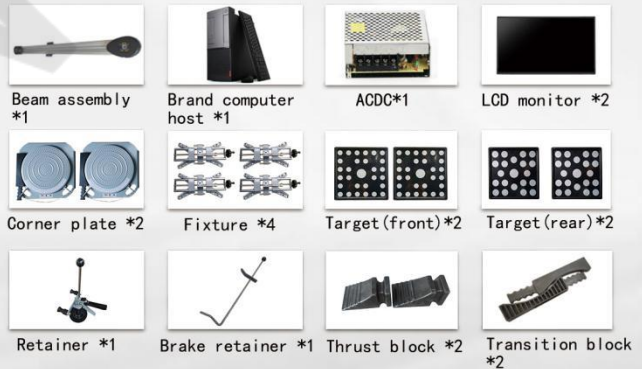 Beam assembly
*1
Brand computer
host *1
ACDC*1
LCD monitor *2
Corner plate *2
Fixture *4
Target(front)*2
Target(rear)*2
Retainer *1
Brake retainer *1
Thrust block *2
Transition block
*2